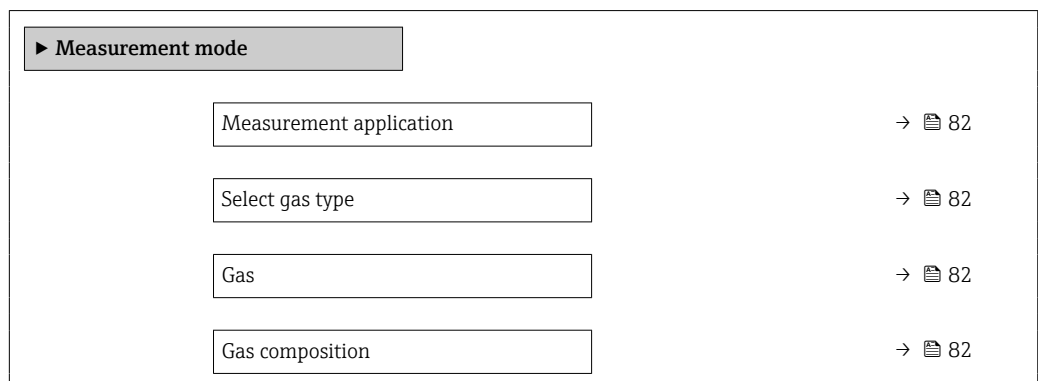 ► Measurement mode
Measurement application → 82
Select gas type → 82
Gas → 82
Gas composition → 82